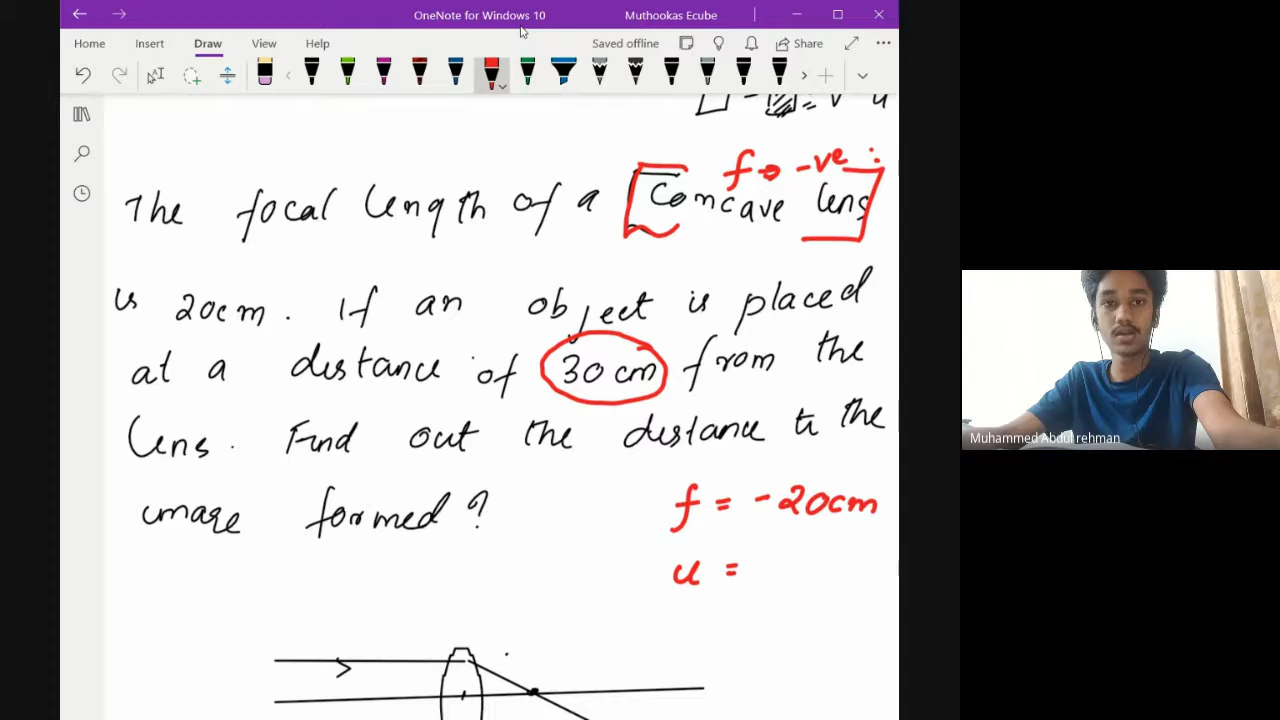 OneNote for Windows 10
Muthookas Ecube
Home Insert Draw View Help
Saved offline
Share
f → -ve
The focal length of a Concave lens
is 20cm. If an object is placed
at a distance of 30 cm from the
lens. Find out the distance to the
image formed?
f = -20cm
u =
Muhammed Abdul rehman